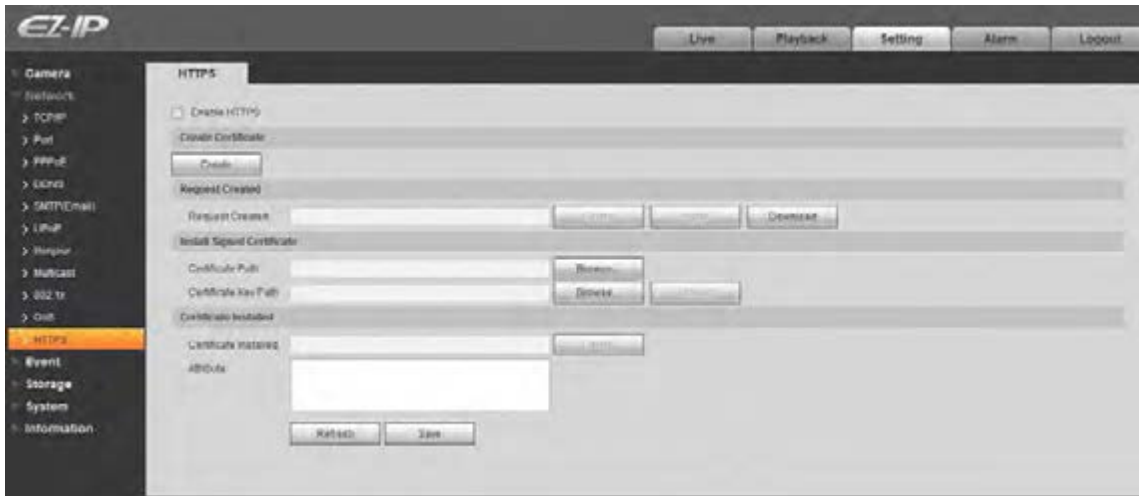 EZ-IP
Live Playback Setting Alarm Logout
Camera
Network
> TCP/IP
> Port
> PPPoE
> DDNS
> SMTP(Email)
> UPnP
> Bonjour
> Multicast
> 802.1x
> QoS
> HTTPS
Event
Storage
System
Information
HTTPS
Enable HTTPS
Create Certificate
Create
Request Created
Request Created Download
Install Signed Certificate
Certificate Path Browse...
Certificate Key Path Browse...
Certificate Installed
Certificate Installed
Attribute
Refresh Save